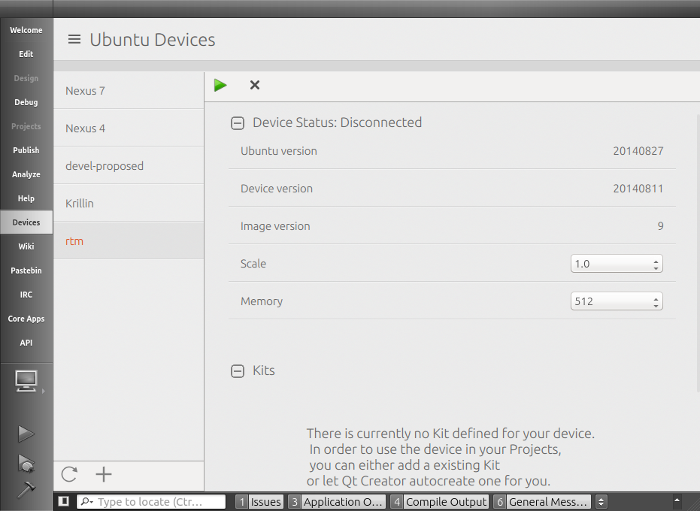 Welcome
Edit
Design
Debug
Projects
Publish
Analyze
Help
Devices
Wiki
Pastebin
IRC
Core Apps
API
Ubuntu Devices
Nexus 7
Nexus 4
devel-proposed
Krillin
rtm
Device Status: Disconnected
Ubuntu version 20140827
Device version 20140811
Image version 9
Scale 1.0
Memory 512
Kits
There is currently no Kit defined for your device.
In order to use the device in your Projects,
you can either add a existing Kit
or let Qt Creator autocreate one for you.
Type to locate (Ctr... 1 Issues 3 Application O... 4 Compile Output 6 General Mess...